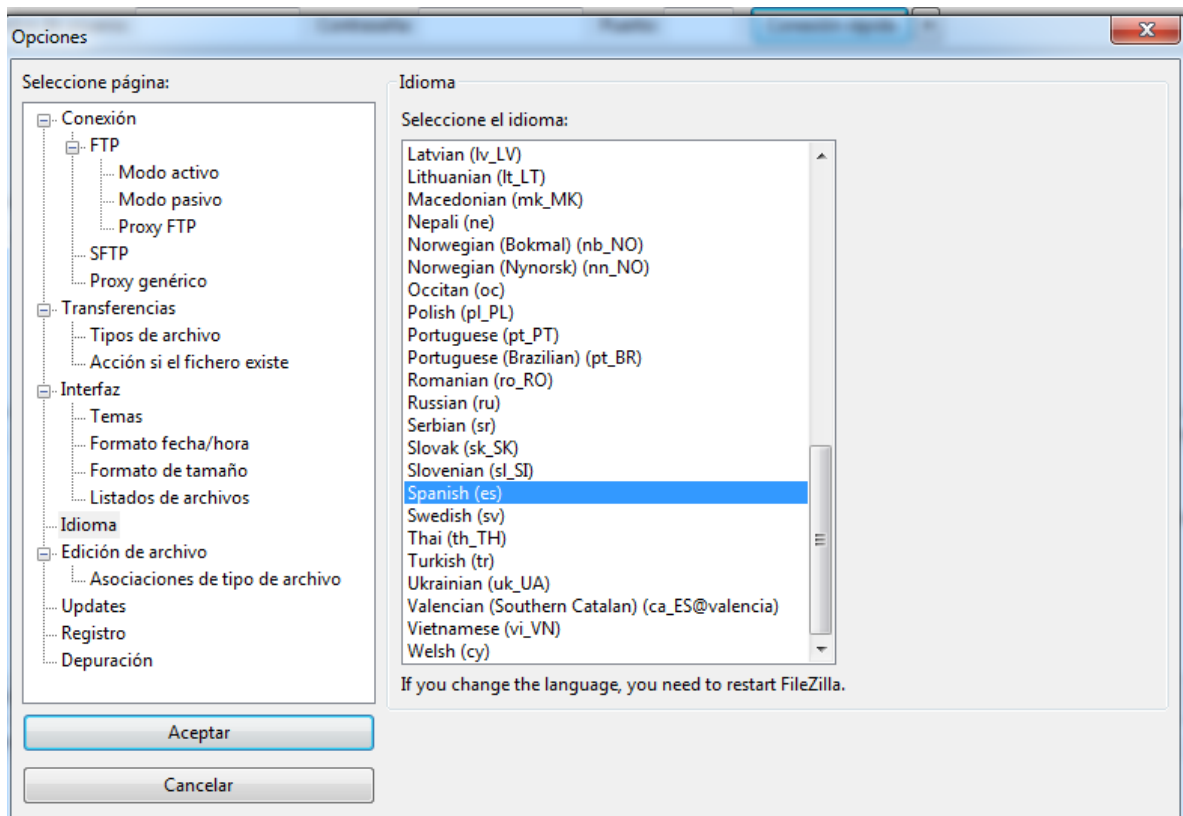 Opciones
Seleccione página:
Conexión
FTP
Modo activo
Modo pasivo
Proxy FTP
SFTP
Proxy genérico
Transferencias
Tipos de archivo
Acción si el fichero existe
Interfaz
Temas
Formato fecha/hora
Formato de tamaño
Listados de archivos
Idioma
Edición de archivo
Asociaciones de tipo de archivo
Updates
Registro
Depuración
Aceptar
Cancelar
Idioma
Seleccione el idioma:
Latvian (lv_LV)
Lithuanian (lt_LT)
Macedonian (mk_MK)
Nepali (ne)
Norwegian (Bokmal) (nb_NO)
Norwegian (Nynorsk) (nn_NO)
Occitan (oc)
Polish (pl_PL)
Portuguese (pt_PT)
Portuguese (Brazilian) (pt_BR)
Romanian (ro_RO)
Russian (ru)
Serbian (sr)
Slovak (sk_SK)
Slovenian (sl_SI)
Spanish (es)
Swedish (sv)
Thai (th_TH)
Turkish (tr)
Ukrainian (uk_UA)
Valencian (Southern Catalan) (ca_ES@valencia)
Vietnamese (vi_VN)
Welsh (cy)
If you change the language, you need to restart FileZilla.